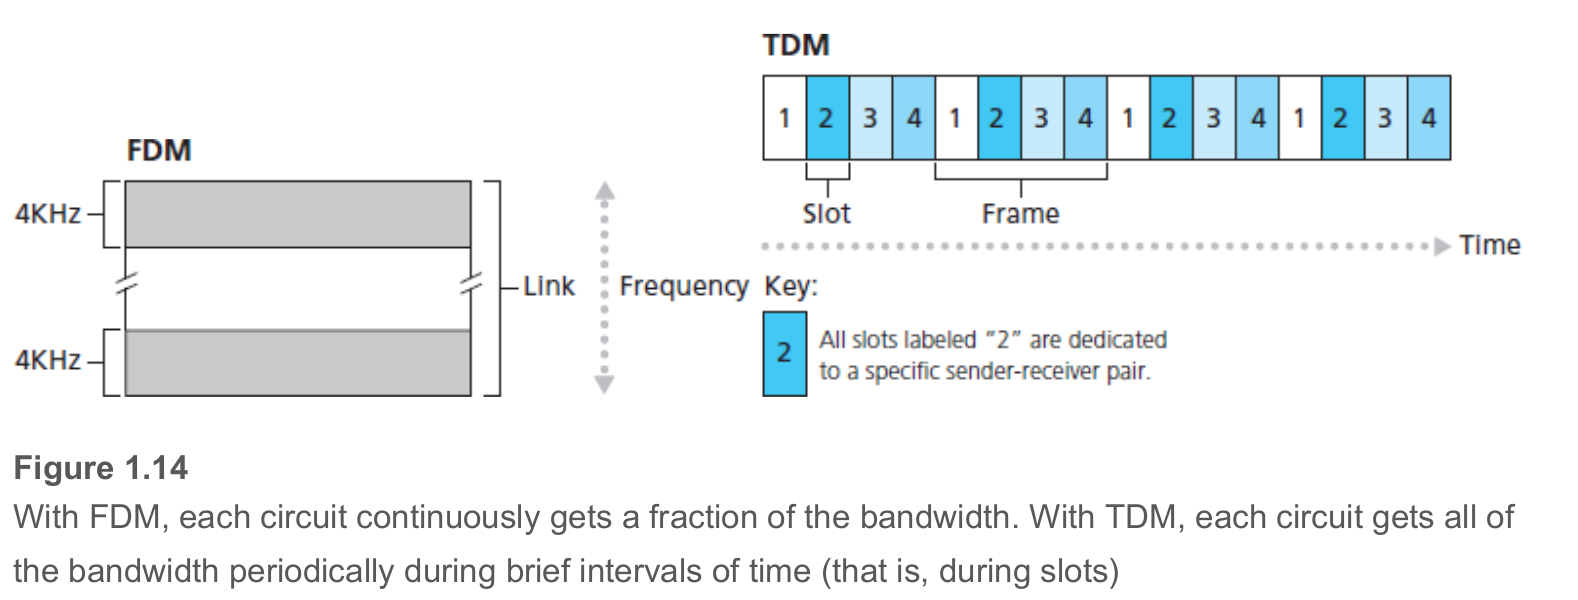 TDM
1 2 3 4 1 2 3 4 1 2 3 4 1 2 3 4
Slot
Frame
Time
FDM
4KHz
4KHz
Link
Frequency
Key:
2
All slots labeled “2” are dedicated
to a specific sender-receiver pair.
Figure 1.14
With FDM, each circuit continuously gets a fraction of the bandwidth. With TDM, each circuit gets all of
the bandwidth periodically during brief intervals of time (that is, during slots)